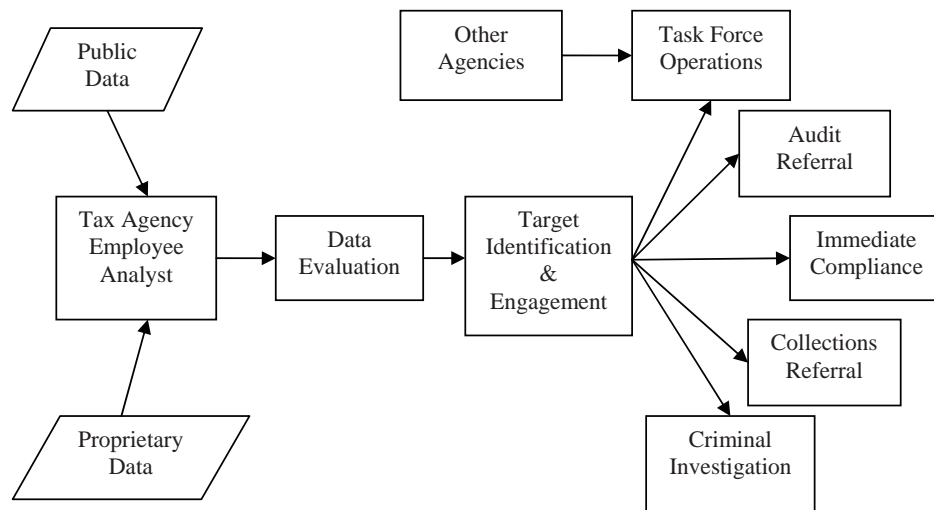 Public
Data
Other
Agencies
Task Force
Operations
Audit
Referral
Tax Agency
Employee
Analyst
Data
Evaluation
Target
Identification
&
Engagement
Immediate
Compliance
Collections
Referral
Proprietary
Data
Criminal
Investigation